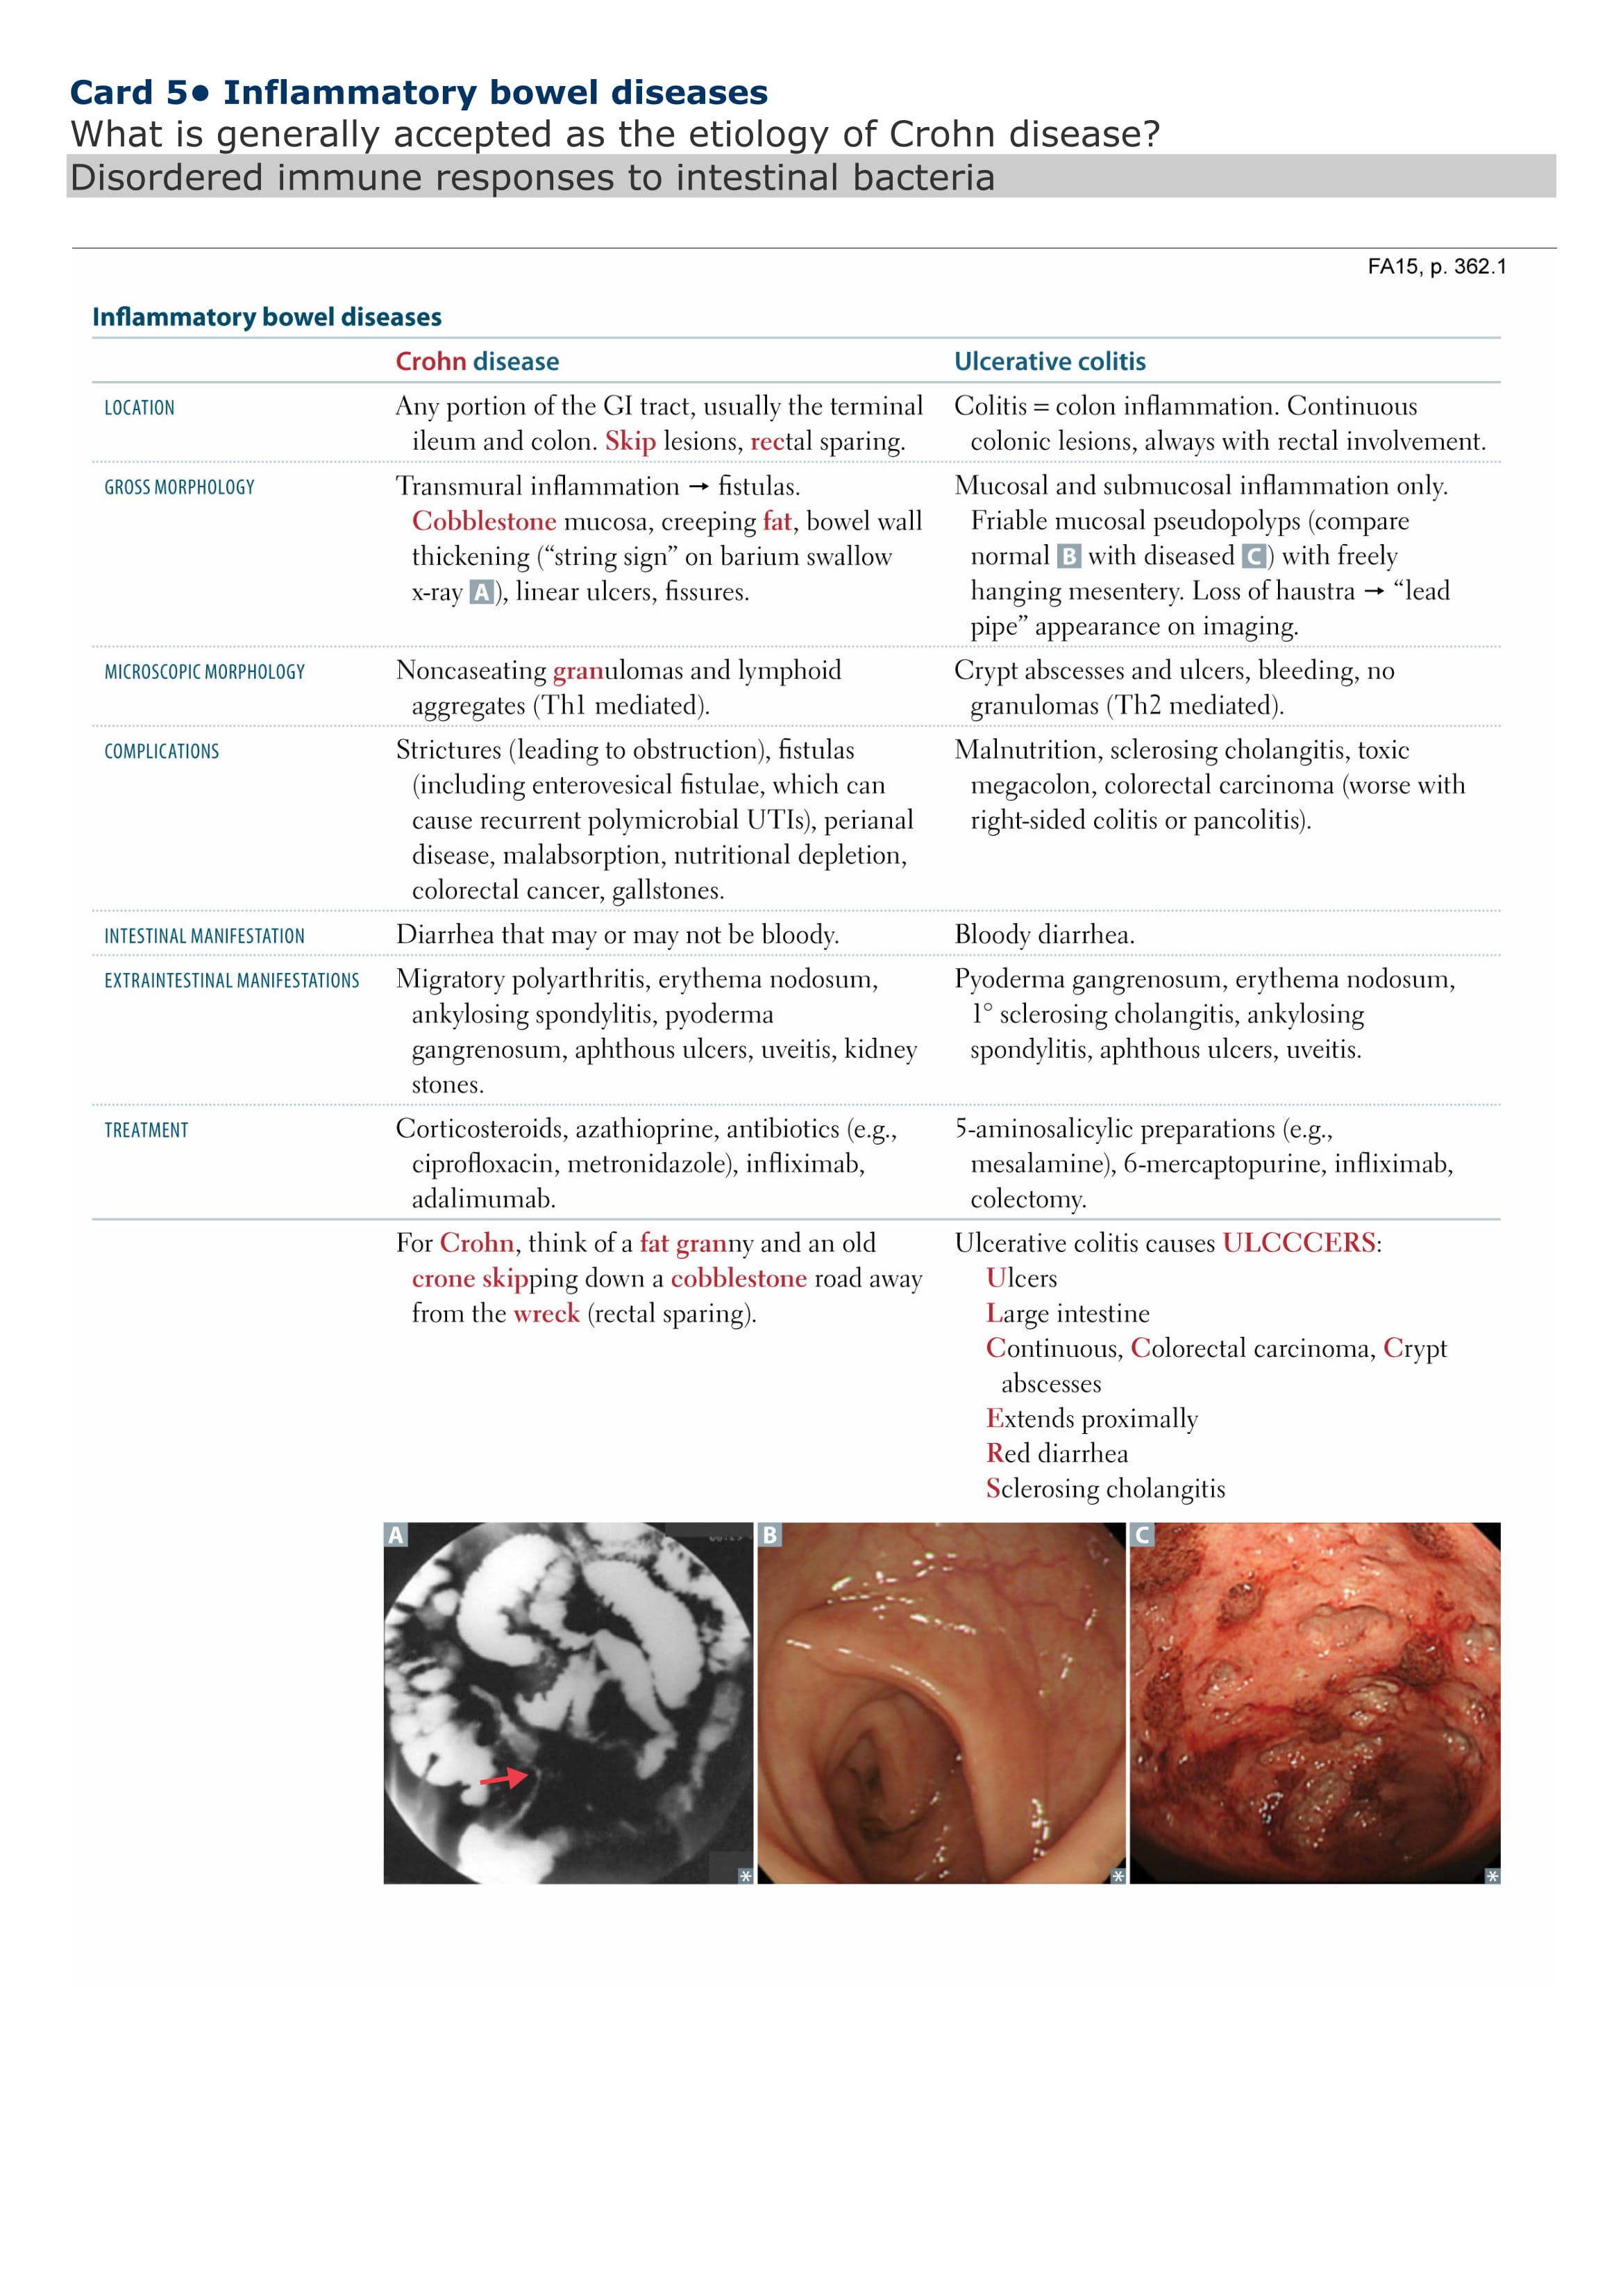 Card 5• Inflammatory bowel diseases
What is generally accepted as the etiology of Crohn disease?
Disordered immune responses to intestinal bacteria
FA15, p. 362.1
Inflammatory bowel diseases
Crohn disease
Ulcerative colitis
LOCATION
Any portion of the GI tract, usually the terminal
ileum and colon. Skip lesions, rectal sparing.
Colitis = colon inflammation. Continuous
colonic lesions, always with rectal involvement.
GROSS MORPHOLOGY
Transmural inflammation → fistulas.
Cobblestone mucosa, creeping fat, bowel wall
thickening (“string sign” on barium swallow
x-ray A), linear ulcers, fissures.
Mucosal and submucosal inflammation only.
Friable mucosal pseudopolyps (compare
normal B with diseased C) with freely
hanging mesentery. Loss of haustra → “lead
pipe” appearance on imaging.
MICROSCOPIC MORPHOLOGY
Noncaseating granulomas and lymphoid
aggregates (Th1 mediated).
Crypt abscesses and ulcers, bleeding, no
granulomas (Th2 mediated).
COMPLICATIONS
Strictures (leading to obstruction), fistulas
(including enterovesical fistulae, which can
cause recurrent polymicrobial UTIs), perianal
disease, malabsorption, nutritional depletion,
colorectal cancer, gallstones.
Malnutrition, sclerosing cholangitis, toxic
megacolon, colorectal carcinoma (worse with
right-sided colitis or pancolitis).
INTESTINAL MANIFESTATION
Diarrhea that may or may not be bloody.
Bloody diarrhea.
EXTRAINTESTINAL MANIFESTATIONS
Migratory polyarthritis, erythema nodosum,
ankylosing spondylitis, pyoderma
gangrenosum, aphthous ulcers, uveitis, kidney
stones.
Pyoderma gangrenosum, erythema nodosum,
1° sclerosing cholangitis, ankylosing
spondylitis, aphthous ulcers, uveitis.
TREATMENT
Corticosteroids, azathioprine, antibiotics (e.g.,
ciprofloxacin, metronidazole), infliximab,
adalimumab.
5-aminosalicylic preparations (e.g.,
mesalamine), 6-mercaptopurine, infliximab,
colectomy.
For Crohn, think of a fat granny and an old
crone skipping down a cobblestone road away
from the wreck (rectal sparing).
Ulcerative colitis causes ULCCCERS:
Ulcers
Large intestine
Continuous, Colorectal carcinoma, Crypt
abscesses
Extends proximally
Red diarrhea
Sclerosing cholangitis
A
B
C